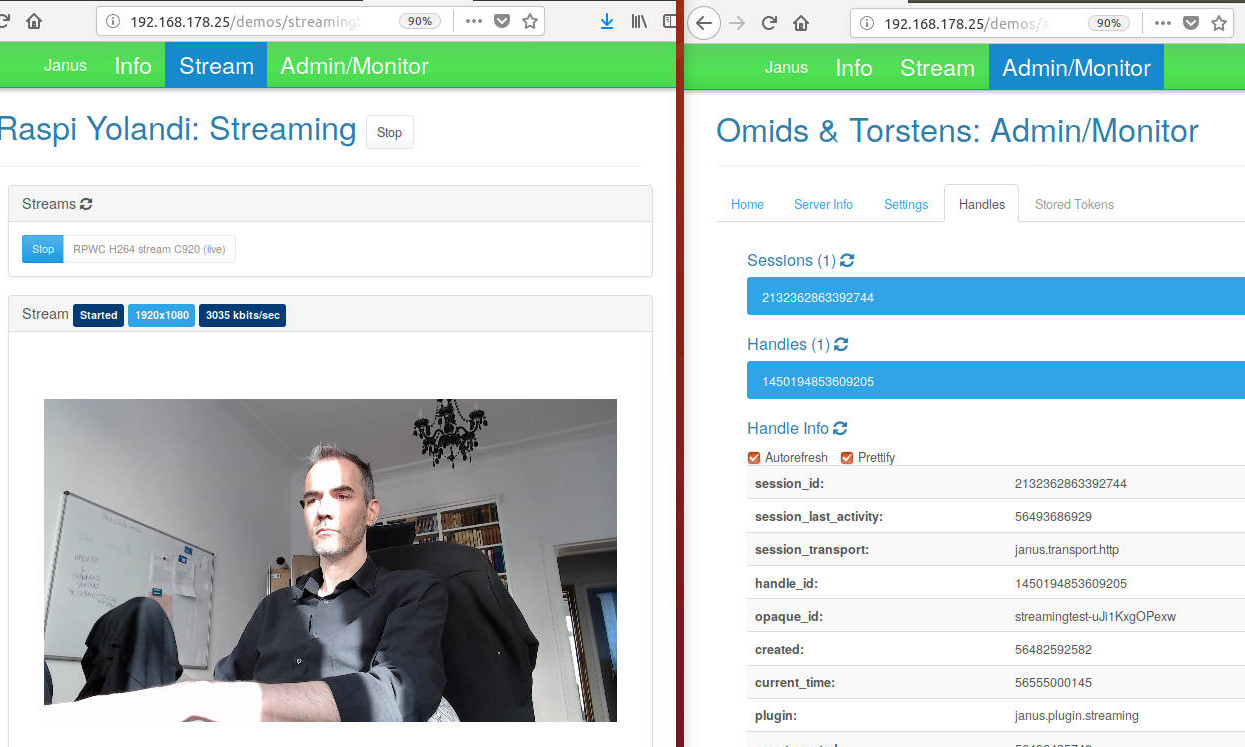 192.168.178.25/demos/streamingt
90%
Janus Info Stream Admin/Monitor
Raspi Yolandi: Streaming Stop
Streams
Stop RPWC H264 stream C920 (live)
Stream Started 1920x1080 3035 kbits/sec
192.168.178.25/demos/a
90%
Janus Info Stream Admin/Monitor
Omids & Torstens: Admin/Monitor
Home Server Info Settings Handles Stored Tokens
Sessions (1)
2132362863392744
Handles (1)
1450194853609205
Handle Info
Autorefresh Prettify
session_id: 2132362863392744
session_last_activity: 56493686929
session_transport: janus.transport.http
handle_id: 1450194853609205
opaque_id: streamingtest-uJi1KxgOPexw
created: 56482592582
current_time: 56555000145
plugin: janus.plugin.streaming